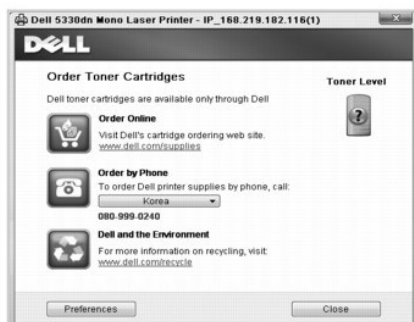 Dell 5330dn Mono Laser Printer - IP_168.219.182.116(1)
DELL
Order Toner Cartridges
Toner Level
Dell toner cartridges are available only through Dell
Order Online
Visit Dell's cartridge ordering web site.
www.dell.com/supplies
?
Order by Phone
To order Dell printer supplies by phone, call:
Korea
080-999-0240
Dell and the Environment
For more information on recycling, visit:
www.dell.com/recycle
Preferences
Close